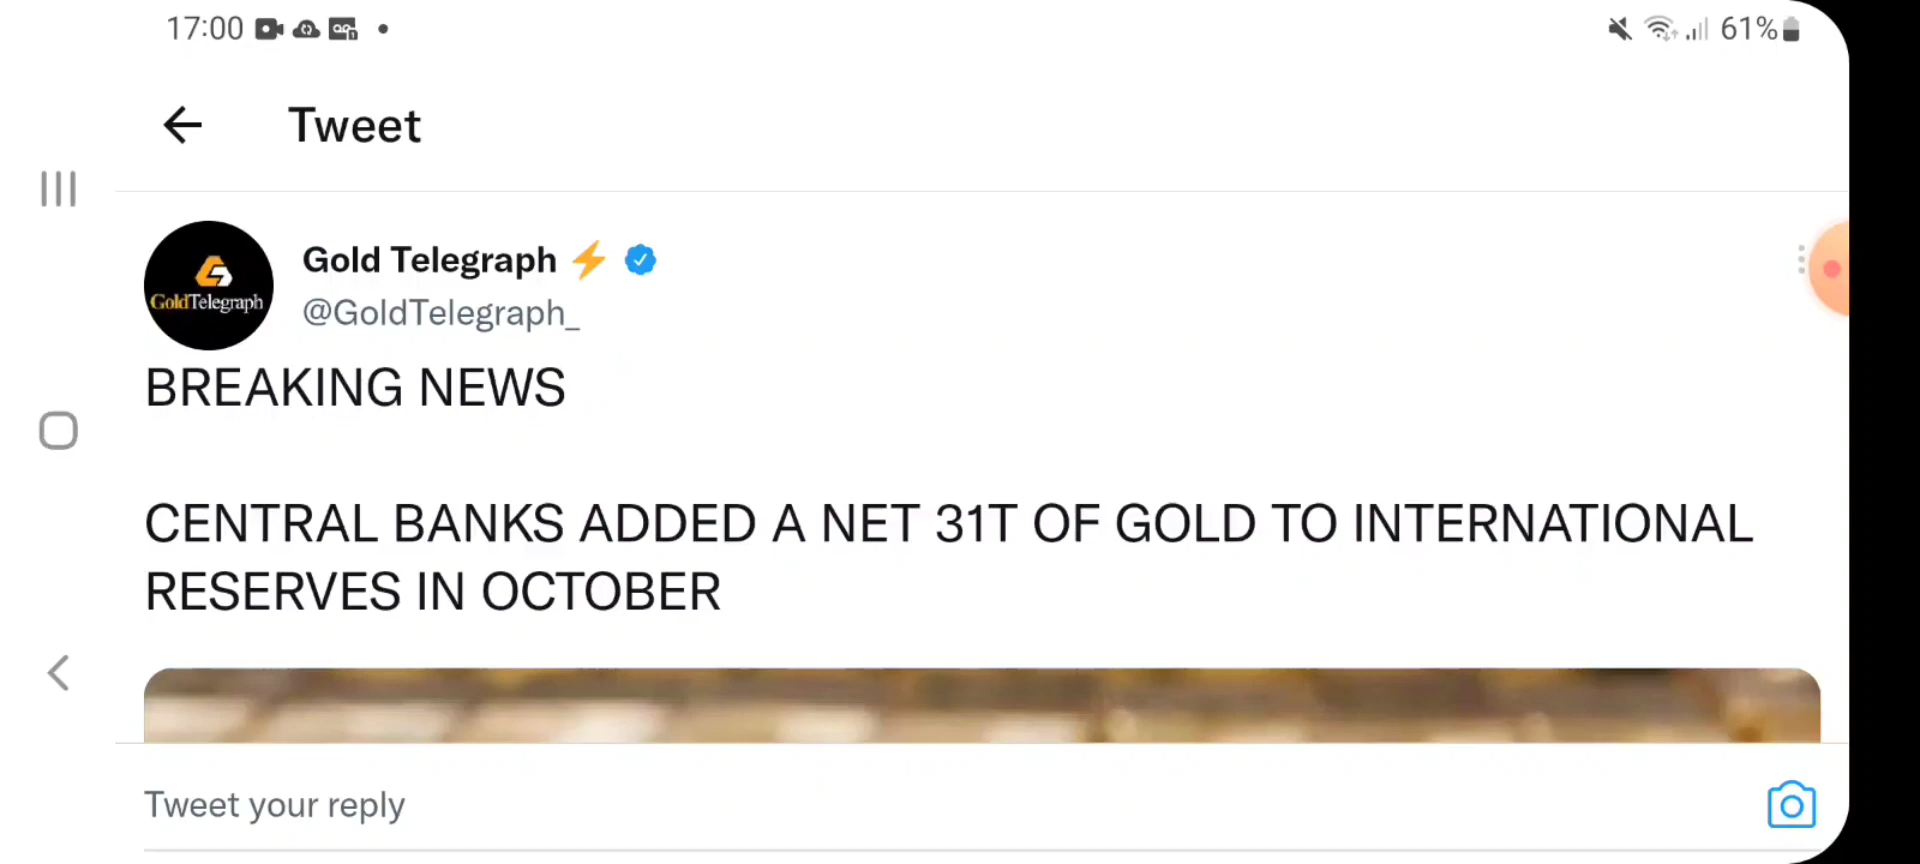 17:00 61%
Tweet
Gold Telegraph ⚡
GoldTelegraph
@GoldTelegraph_
BREAKING NEWS
CENTRAL BANKS ADDED A NET 31T OF GOLD TO INTERNATIONAL
RESERVES IN OCTOBER
Tweet your reply